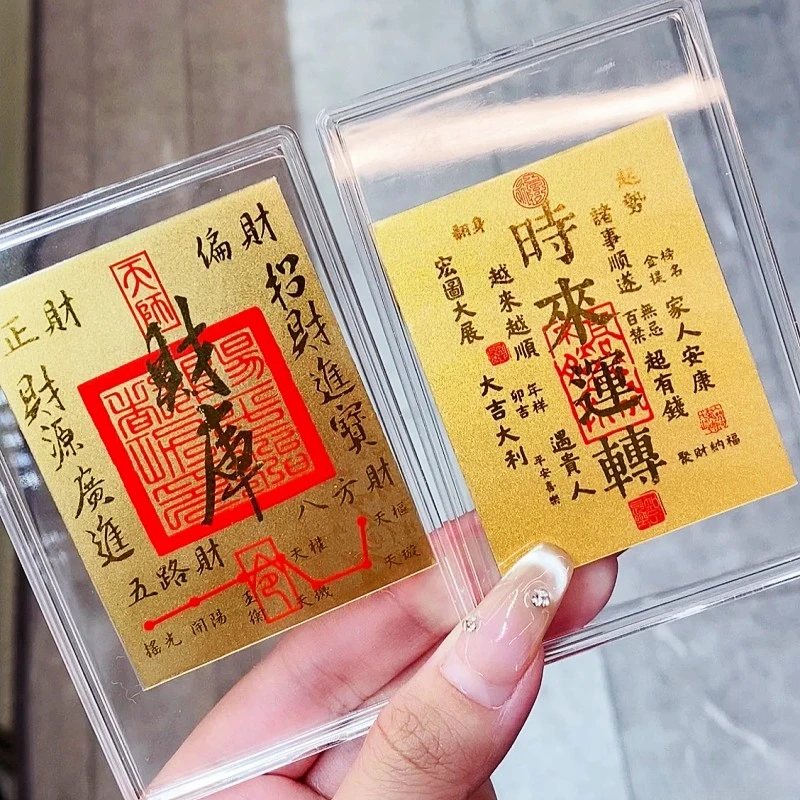 偏財
正財
天師
財庫
招財進寶
財源廣進
八方財
五路財
搖光
開陽
玉衡
天權
天璣
天樞
天璇
時來運轉
翻身
宏圖大展
越來越順
大吉大利
年样
卯吉
遇貴人
平安喜樂
起勢
諸事順遂
榜名
金提
家人安康
無忌
百禁
超有錢
聚財納福